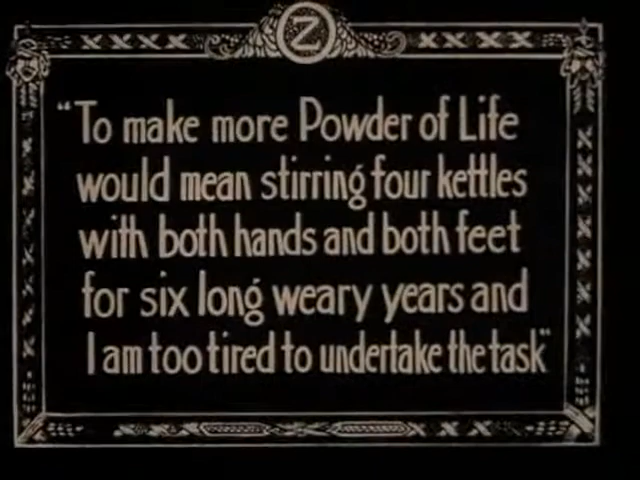 OZ
"To make more Powder of Life
would mean stirring four kettles
with both hands and both feet
for six long weary years and
I am too tired to undertake the task"